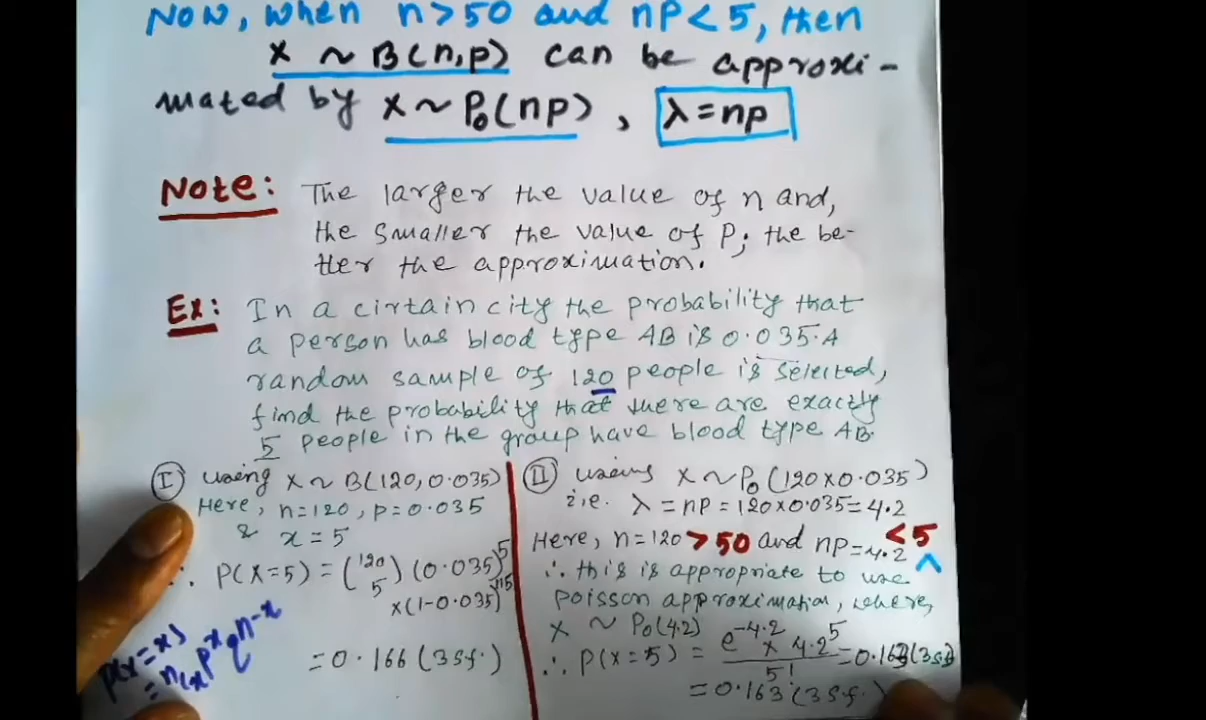 Now, when n>50 and np<5, then
X ~ B(n,p) can be approxi-
mated by X~Po(np), λ=np
Note: The larger the value of n and,
the smaller the value of P; the be-
tter the approximation.
Ex: In a cirtain city the probability that
a person has blood type AB is 0.035. A
random sample of 120 people is selected,
find the probability that there are exactly
5 people in the group have blood type AB.
I using X ~ B(120, 0.035)
Here, n=120, p=0.035
& x = 5
∴ P(X=5) = (120 5) (0.035)^5
x(1-0.035)^115
=0.166 (3sf.)
P(X=x)
= nCx p^x q^n-x
II using X ~ Po (120x0.035)
i.e. λ = np = 120x0.035=4.2
Here, n=120 >50 and np=4.2 <5
∴ this is appropriate to use
poisson approximation, where,
X ~ Po(4.2)
∴ P(X=5) = e^-4.2 x 4.2^5 / 5! =0.163(3sf)
=0.163 (3sf.)